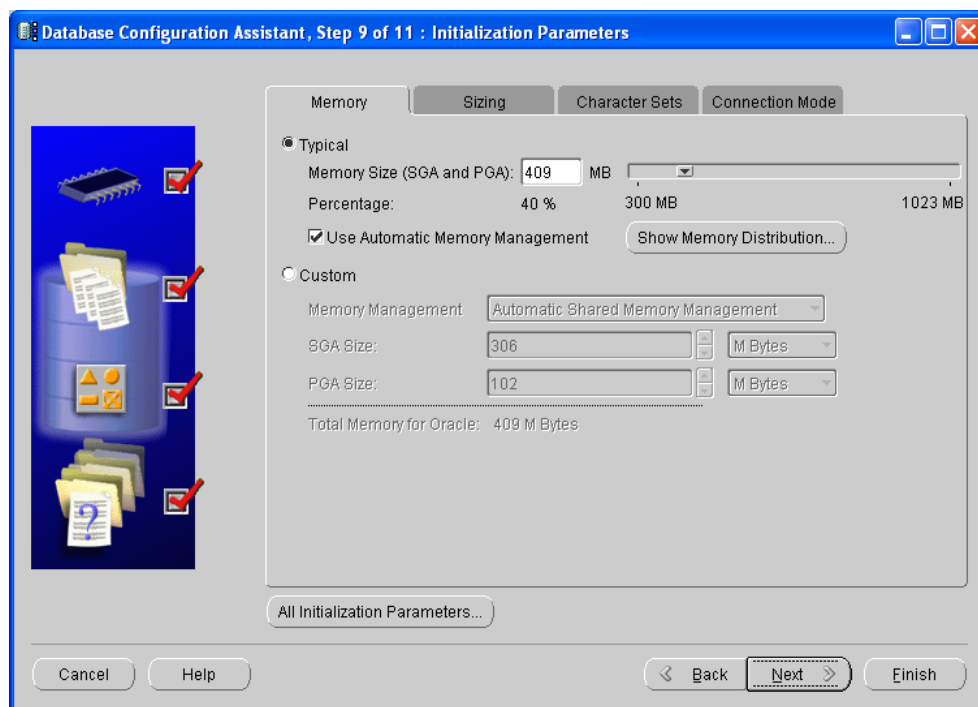 Database Configuration Assistant, Step 9 of 11 : Initialization Parameters
Memory Sizing Character Sets Connection Mode
Typical
Memory Size (SGA and PGA): 409 MB
Percentage: 40 % 300 MB 1023 MB
Use Automatic Memory Management Show Memory Distribution...
Custom
Memory Management Automatic Shared Memory Management
SGA Size: 306 M Bytes
PGA Size: 102 M Bytes
Total Memory for Oracle: 409 M Bytes
?
All Initialization Parameters...
Cancel Help Back Next Finish